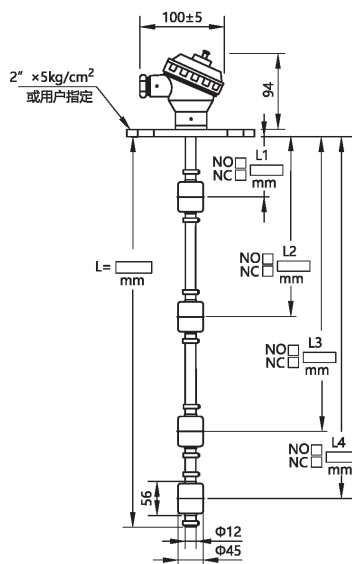 100±5
94
2" ×5kg/cm²
或用户指定
NO□ L1
NC□
mm
L=
mm
NO□ L2
NC□
mm
NO□ L3
NC□
mm
NO□ L4
NC□
mm
56
Φ12
Φ45